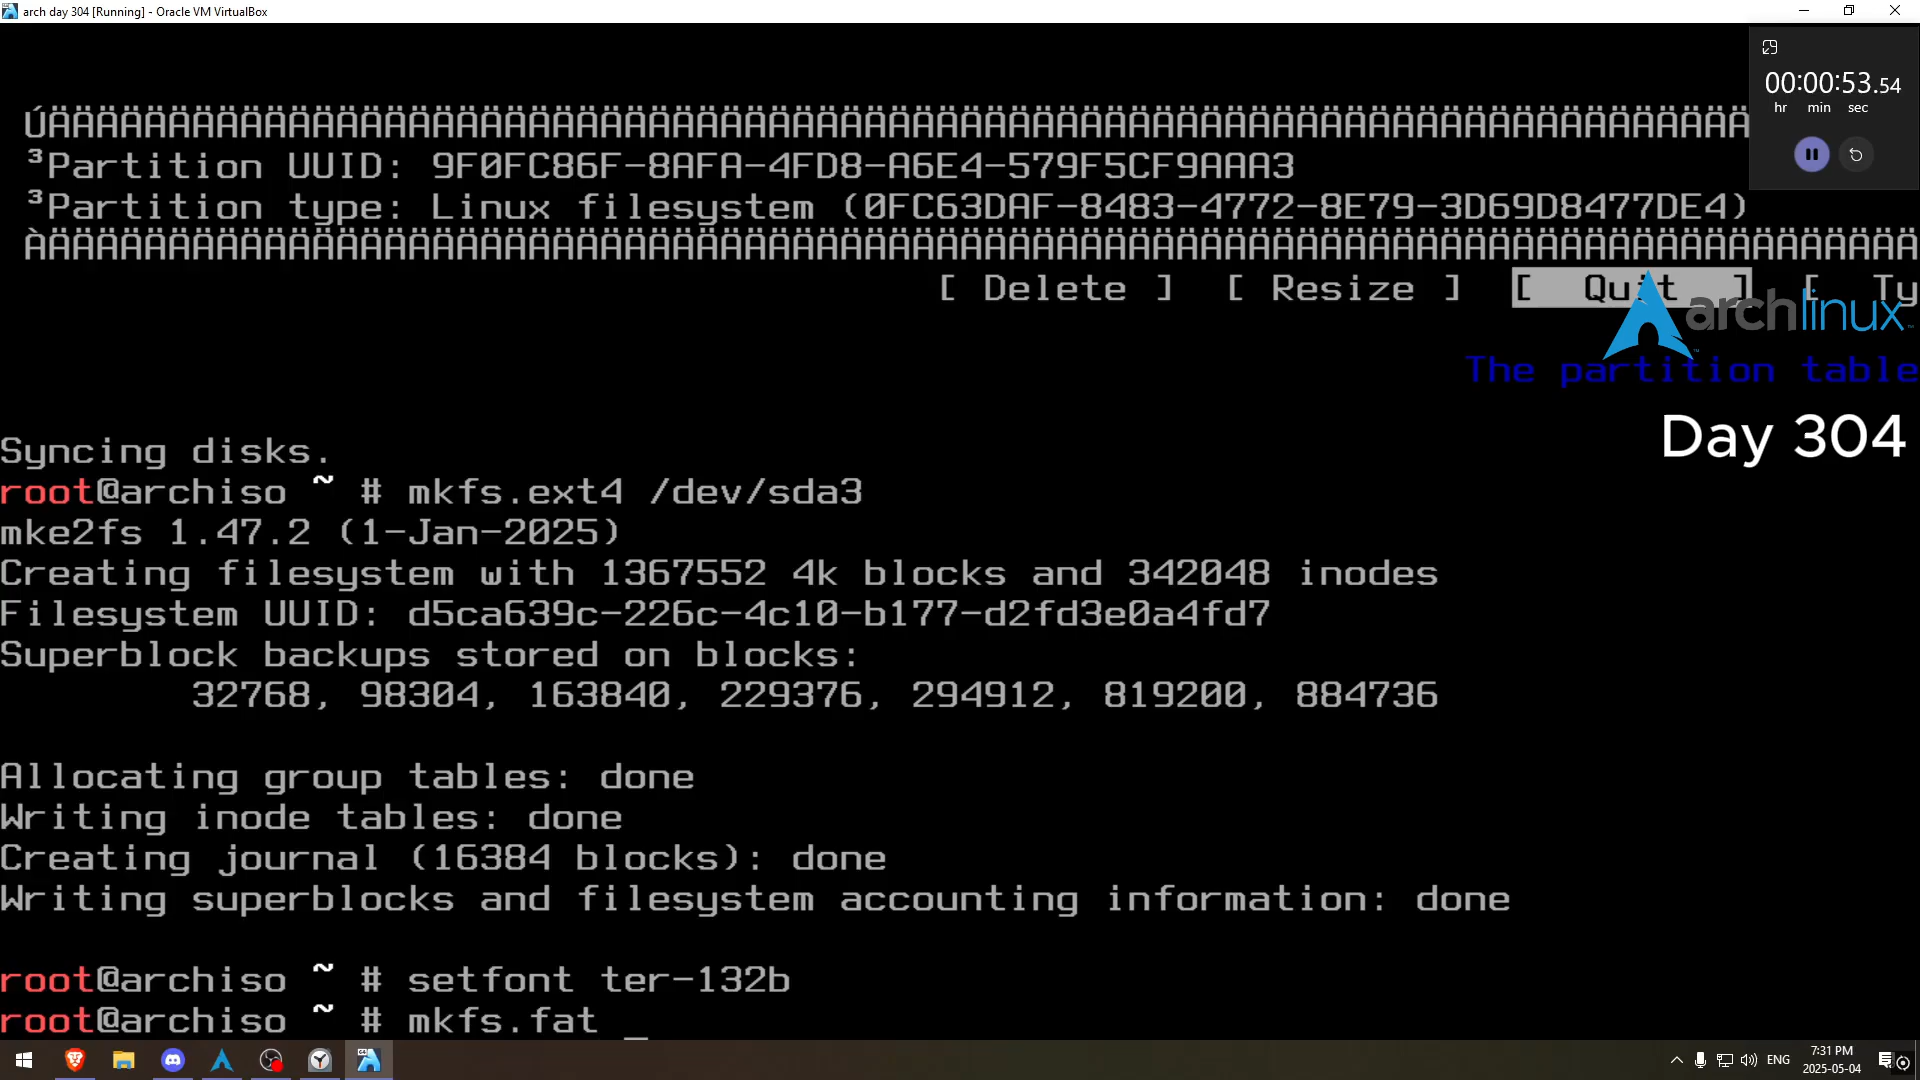 arch day 304 [Running] - Oracle VM VirtualBox
00:00:53.54
hr min sec
³Partition UUID: 9F0FC86F-8AFA-4FD8-A6E4-579F5CF9AAA3
³Partition type: Linux filesystem (0FC63DAF-8483-4772-8E79-3D69D8477DE4)
[ Delete ] [ Resize ] [ Quit ] [ Ty
archlinux
The partition table
Day 304
Syncing disks.
root@archiso ~ # mkfs.ext4 /dev/sda3
mke2fs 1.47.2 (1-Jan-2025)
Creating filesystem with 1367552 4k blocks and 342048 inodes
Filesystem UUID: d5ca639c-226c-4c10-b177-d2fd3e0a4fd7
Superblock backups stored on blocks:
32768, 98304, 163840, 229376, 294912, 819200, 884736
Allocating group tables: done
Writing inode tables: done
Creating journal (16384 blocks): done
Writing superblocks and filesystem accounting information: done
root@archiso ~ # setfont ter-132b
root@archiso ~ # mkfs.fat _
ENG
7:31 PM
2025-05-04